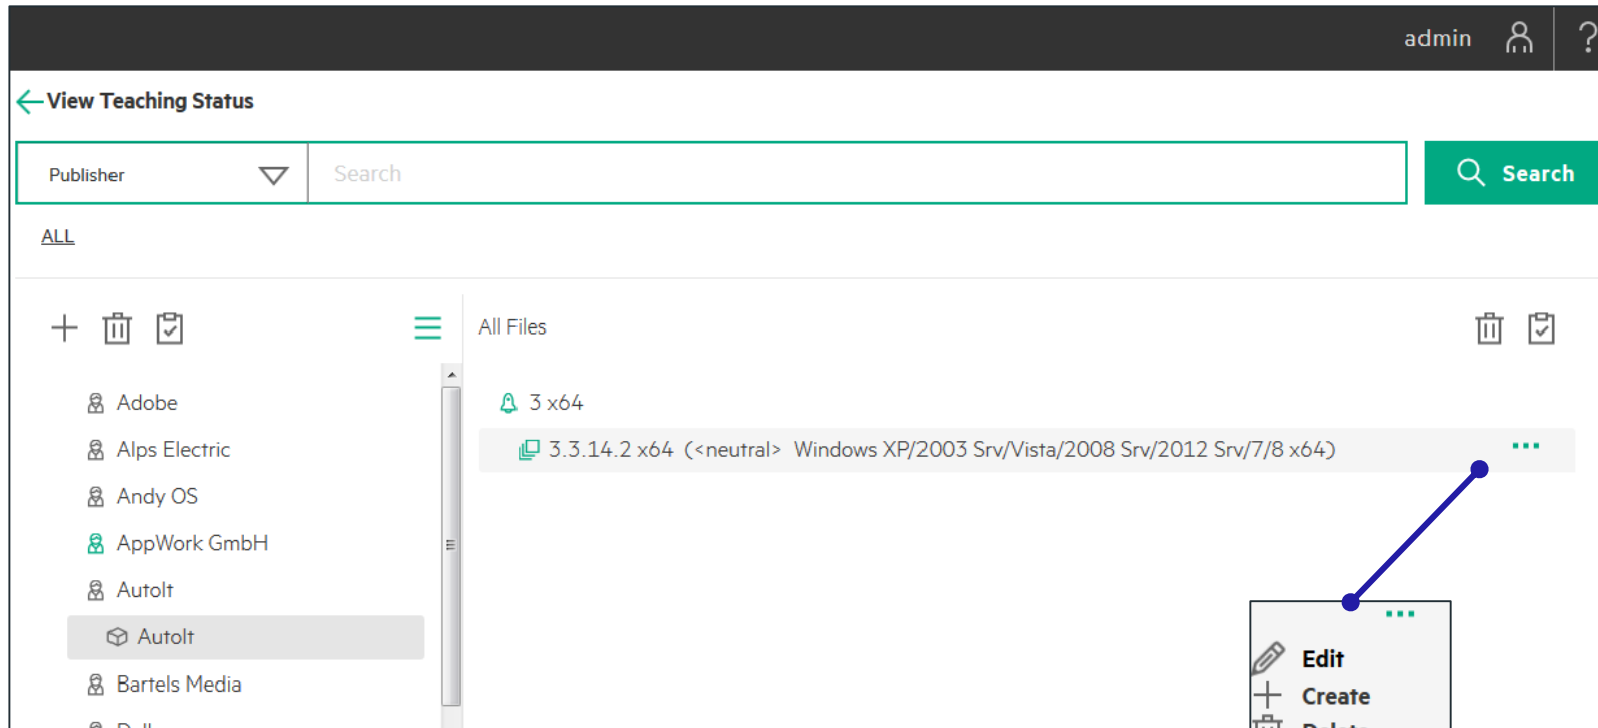 admin ?
View Teaching Status
Publisher Search Search
ALL
All Files
Adobe
Alps Electric
Andy OS
AppWork GmbH
AutoIt
AutoIt
Bartels Media
3 x64
3.3.14.2 x64 (<neutral> Windows XP/2003 Srv/Vista/2008 Srv/2012 Srv/7/8 x64)
Edit
Create